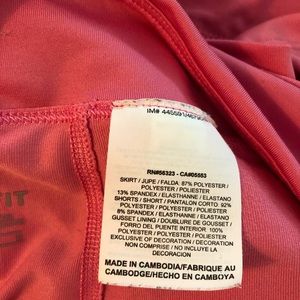 RN#56323 - CA#05553
SKIRT / JUPE / FALDA: 87% POLYESTER /
POLYESTER / POLIESTER
13% SPANDEX / ELASTHANNE / ELASTANO
SHORTS / SHORT / PANTALON CORTO: 92%
POLYESTER / POLYESTER / POLIESTER
8% SPANDEX / ELASTHANNE / ELASTANO
GUSSET LINING / DOUBLURE DE GOUSSET /
FORRO DEL PUENTE INTERIOR: 100%
POLYESTER / POLYESTER / POLIESTER
EXCLUSIVE OF DECORATION / DECORATION
NON COMPRISE / NO INCLUYE LA
DECORACION
MADE IN CAMBODIA/FABRIQUE AU
CAMBODGE/HECHO EN CAMBOYA
FIT